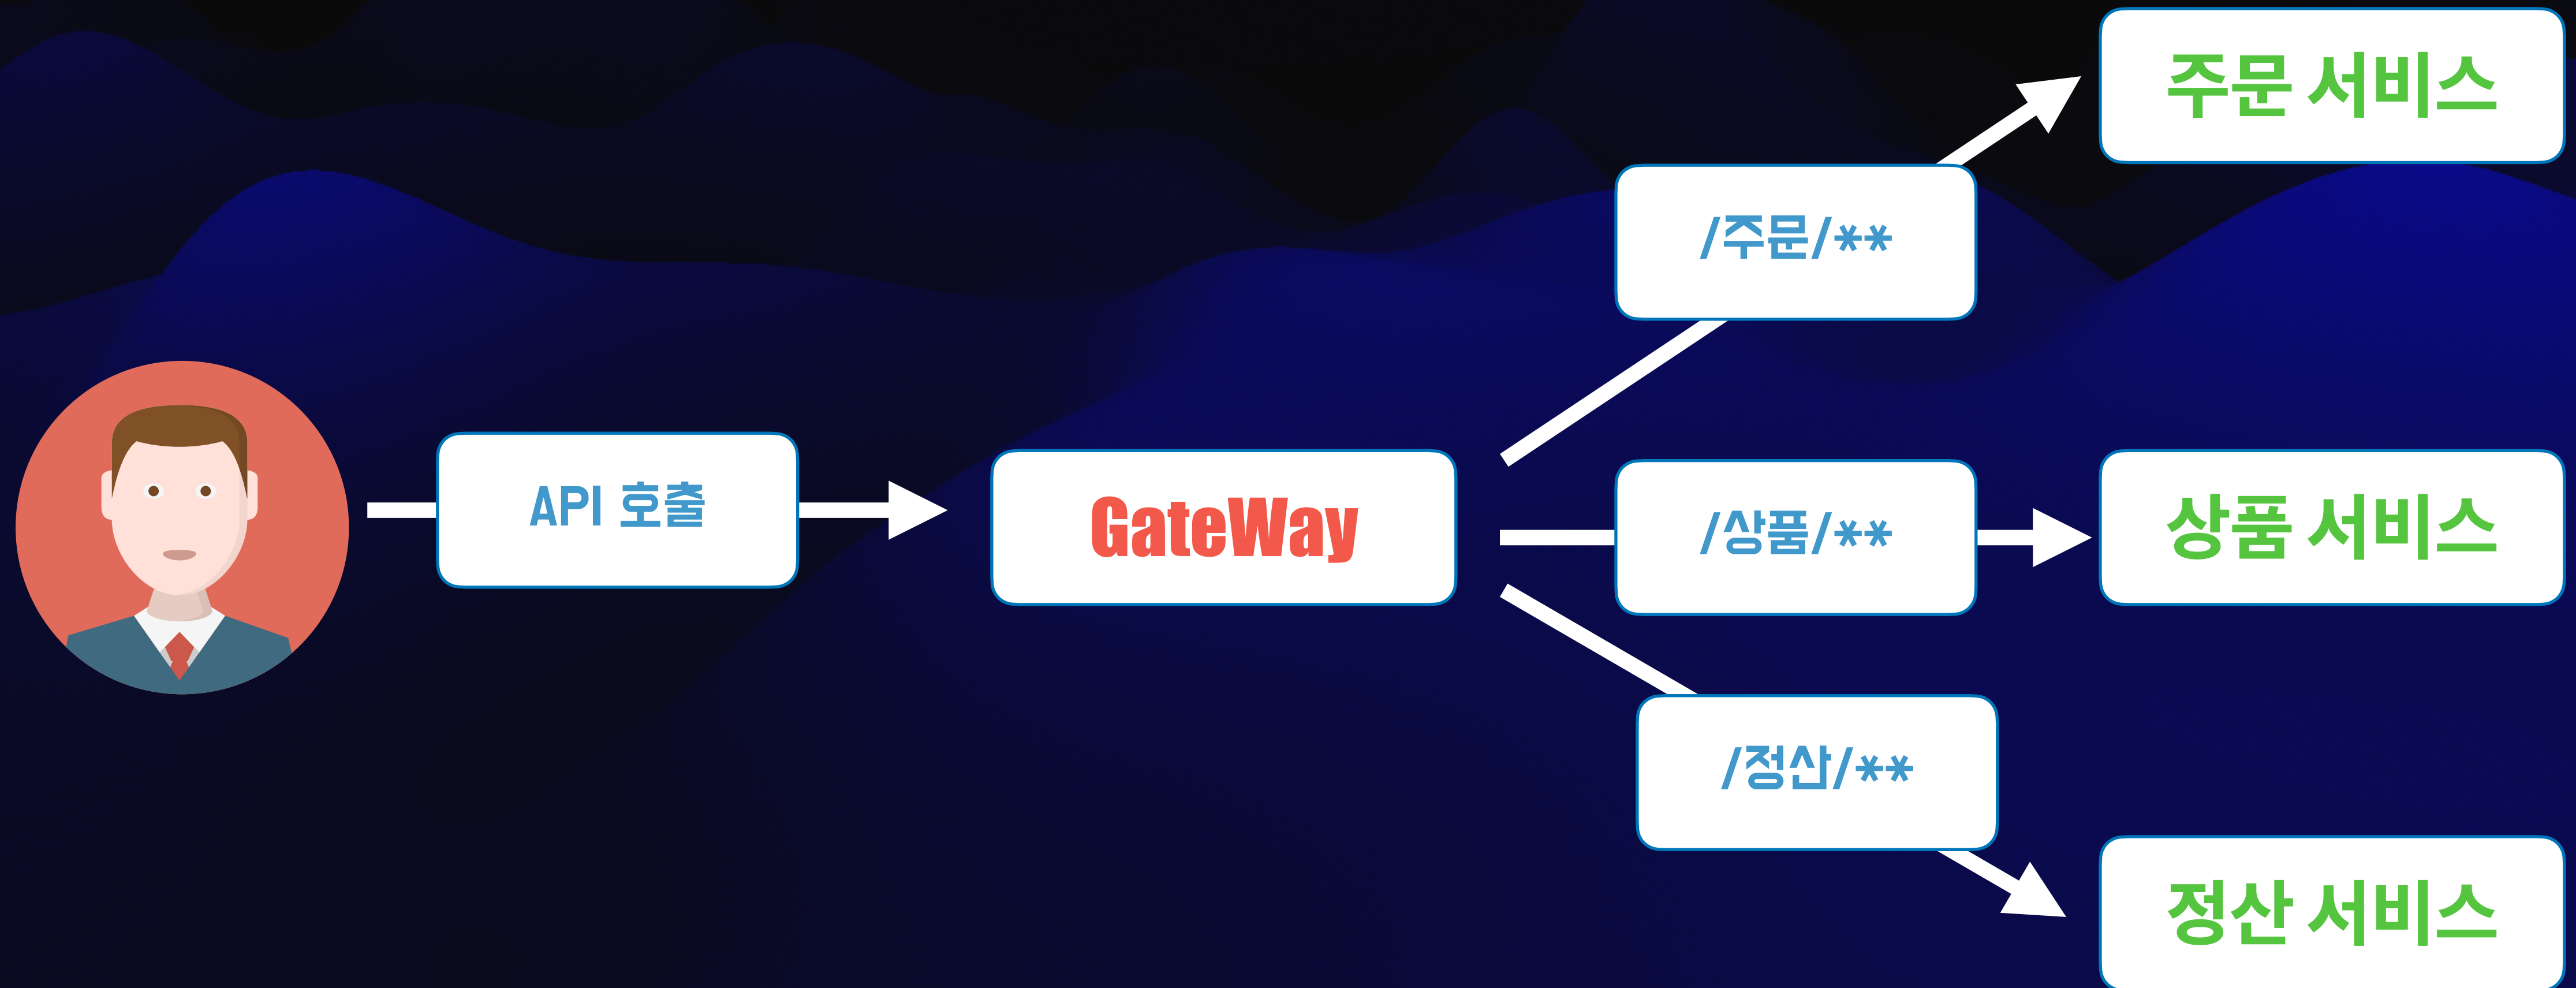 주문 서비스
/주문/**
API 호출
GateWay
/상품/**
상품 서비스
/정산/**
정산 서비스